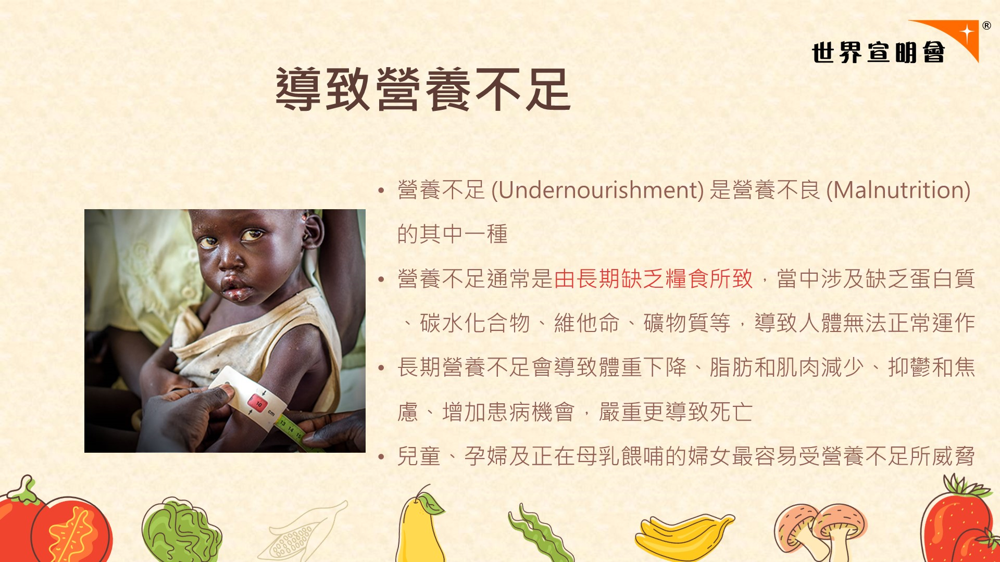 世界宣明會®
導致營養不足
• 營養不足 (Undernourishment) 是營養不良 (Malnutrition)
的其中一種
• 營養不足通常是由長期缺乏糧食所致，當中涉及缺乏蛋白質
、碳水化合物、維他命、礦物質等，導致人體無法正常運作
• 長期營養不足會導致體重下降、脂肪和肌肉減少、抑鬱和焦
慮、增加患病機會，嚴重更導致死亡
• 兒童、孕婦及正在母乳餵哺的婦女最容易受營養不足所威脅
10
cm
13 14 15